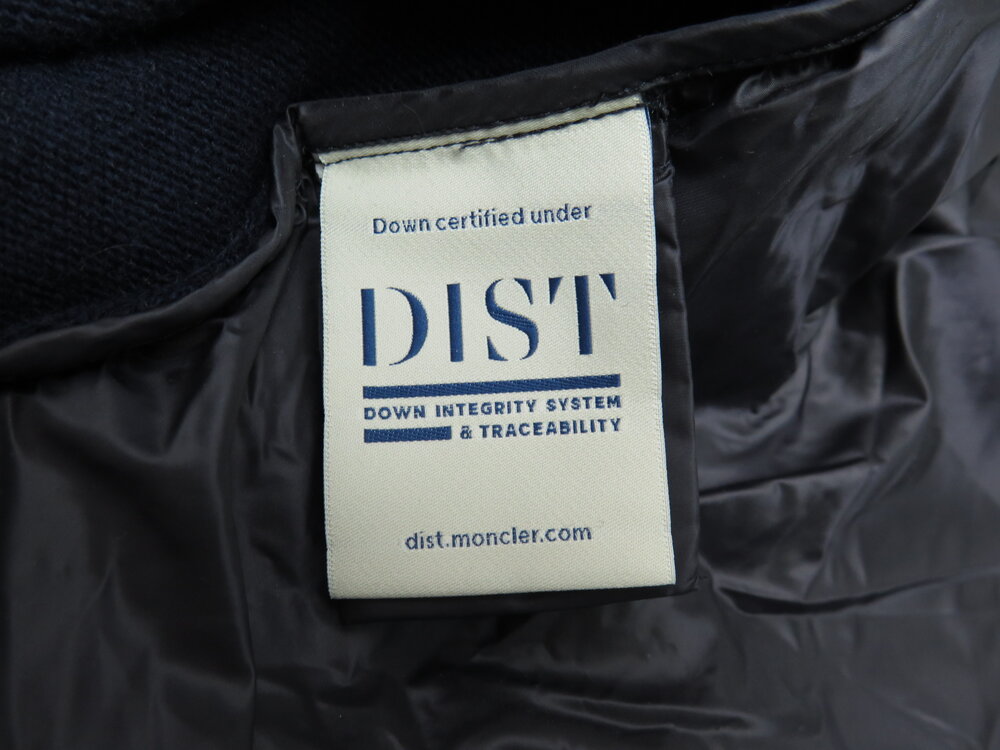 Down certified under
DIST
DOWN INTEGRITY SYSTEM
& TRACEABILITY
dist.moncler.com